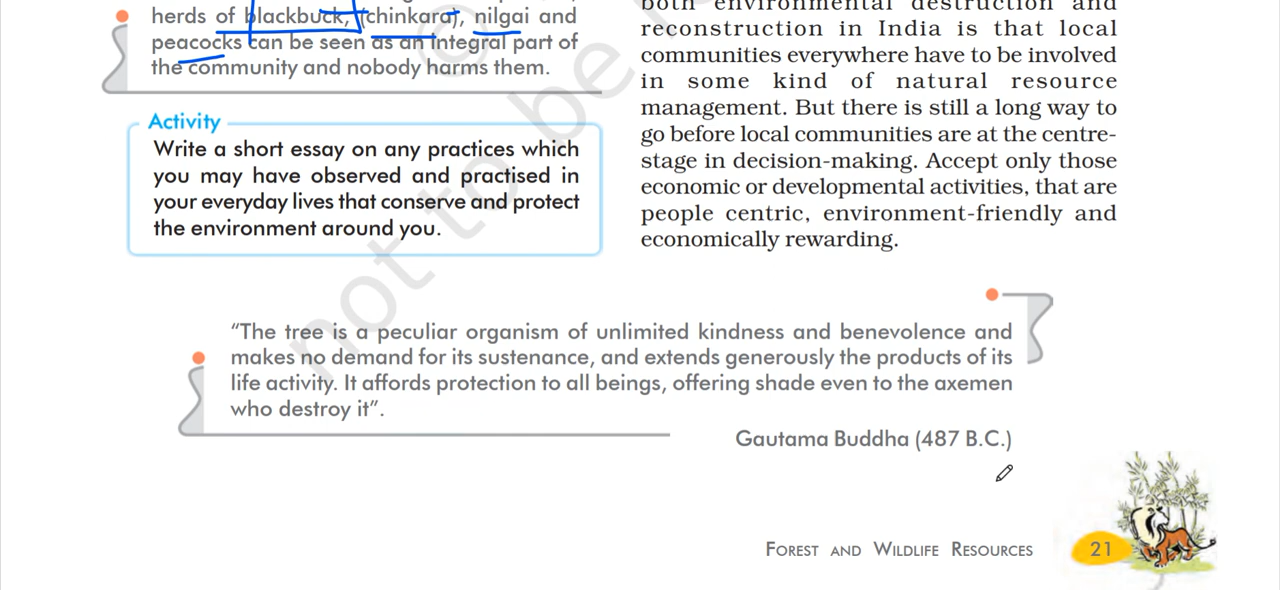 herds of blackbuck, (chinkara), nilgai and
peacocks can be seen as an integral part of
the community and nobody harms them.
Activity
Write a short essay on any practices which
you may have observed and practised in
your everyday lives that conserve and protect
the environment around you.
both environmental destruction and
reconstruction in India is that local
communities everywhere have to be involved
in some kind of natural resource
management. But there is still a long way to
go before local communities are at the centre-
stage in decision-making. Accept only those
economic or developmental activities, that are
people centric, environment-friendly and
economically rewarding.
“The tree is a peculiar organism of unlimited kindness and benevolence and
makes no demand for its sustenance, and extends generously the products of its
life activity. It affords protection to all beings, offering shade even to the axemen
who destroy it”.
Gautama Buddha (487 B.C.)
FOREST AND WILDLIFE RESOURCES
21
© not to be